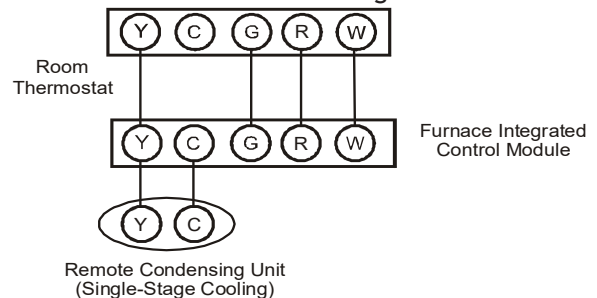 Y C G R W
Room
Thermostat
Y C G R W
Furnace Integrated
Control Module
Y C
Remote Condensing Unit
(Single-Stage Cooling)